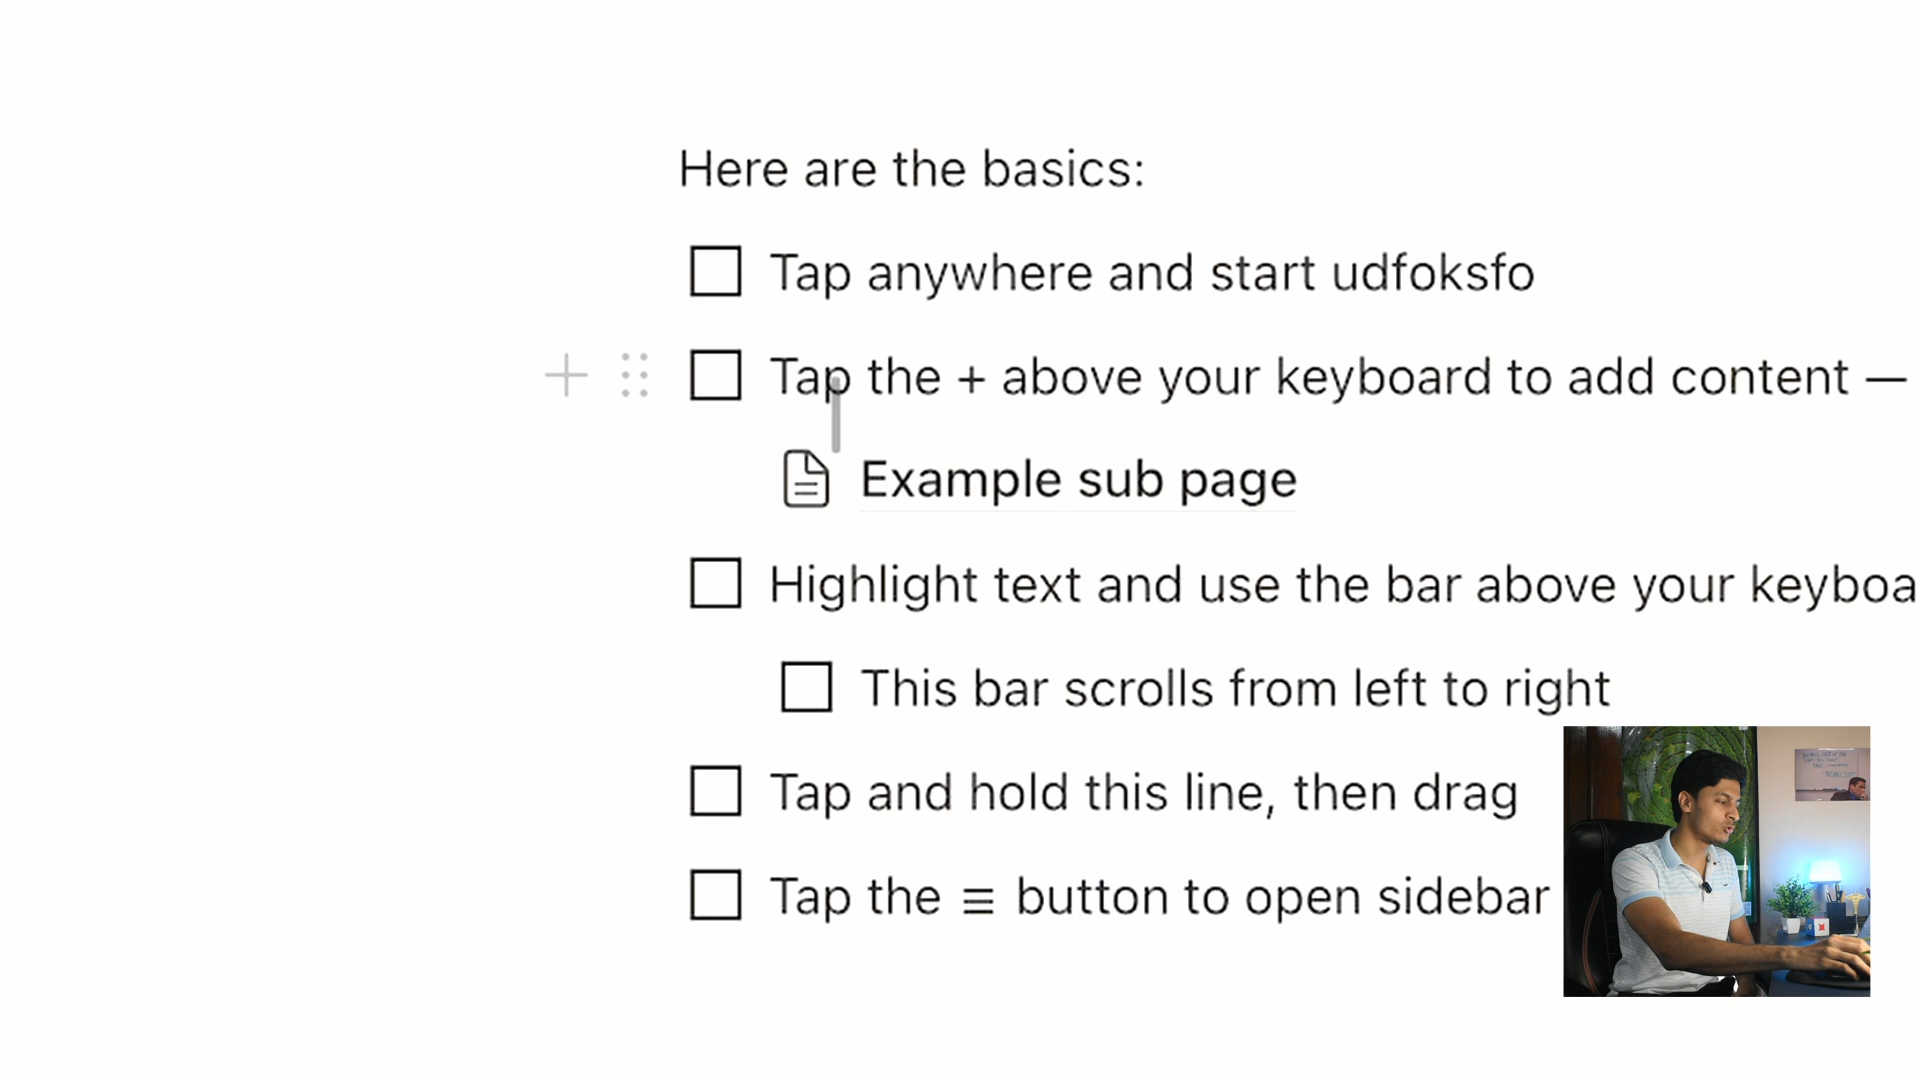 Here are the basics:
Tap anywhere and start udfoksfo
Tap the + above your keyboard to add content —
Example sub page
Highlight text and use the bar above your keyboa
This bar scrolls from left to right
Tap and hold this line, then drag
Tap the ≡ button to open sidebar